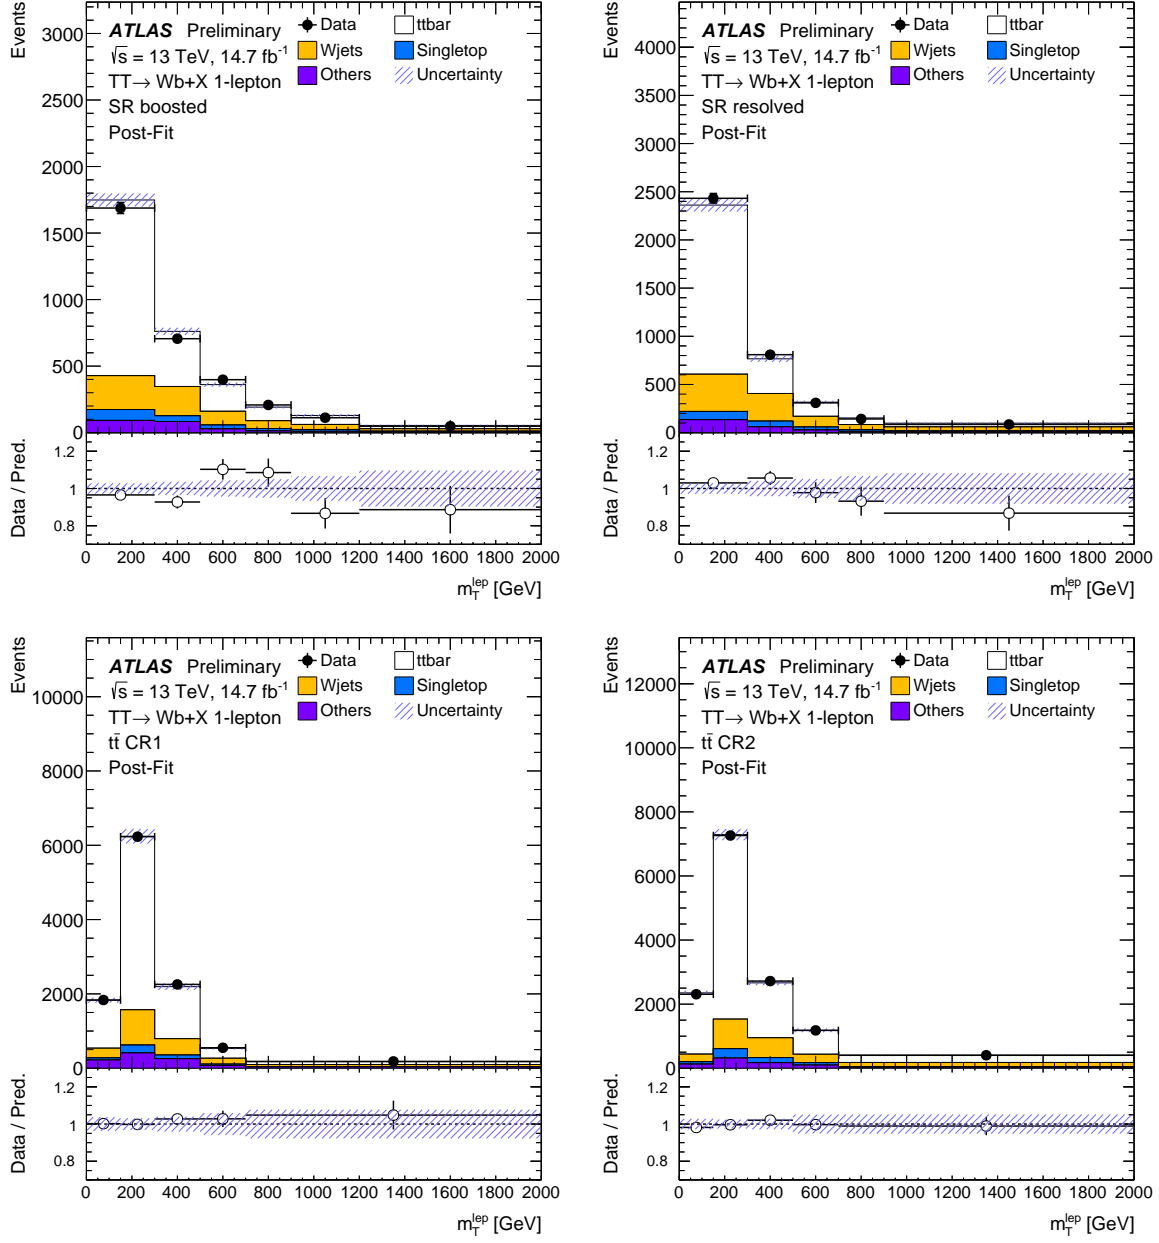 Events
3000
2500
2000
1500
1000
500
0
ATLAS Preliminary
√s = 13 TeV, 14.7 fb⁻¹
TT→ Wb+X 1-lepton
SR boosted
Post-Fit
Data
ttbar
Wjets
Singletop
Others
Uncertainty
Data / Pred.
1.2
1
0.8
0 200 400 600 800 1000 1200 1400 1600 1800 2000
m_T^lep [GeV]
Events
4000
3500
3000
2500
2000
1500
1000
500
0
ATLAS Preliminary
√s = 13 TeV, 14.7 fb⁻¹
TT→ Wb+X 1-lepton
SR resolved
Post-Fit
Data
ttbar
Wjets
Singletop
Others
Uncertainty
Data / Pred.
1.2
1
0.8
0 200 400 600 800 1000 1200 1400 1600 1800 2000
m_T^lep [GeV]
Events
10000
8000
6000
4000
2000
0
ATLAS Preliminary
√s = 13 TeV, 14.7 fb⁻¹
TT→ Wb+X 1-lepton
tt̄ CR1
Post-Fit
Data
ttbar
Wjets
Singletop
Others
Uncertainty
Data / Pred.
1.2
1
0.8
0 200 400 600 800 1000 1200 1400 1600 1800 2000
m_T^lep [GeV]
Events
12000
10000
8000
6000
4000
2000
0
ATLAS Preliminary
√s = 13 TeV, 14.7 fb⁻¹
TT→ Wb+X 1-lepton
tt̄ CR2
Post-Fit
Data
ttbar
Wjets
Singletop
Others
Uncertainty
Data / Pred.
1.2
1
0.8
0 200 400 600 800 1000 1200 1400 1600 1800 2000
m_T^lep [GeV]